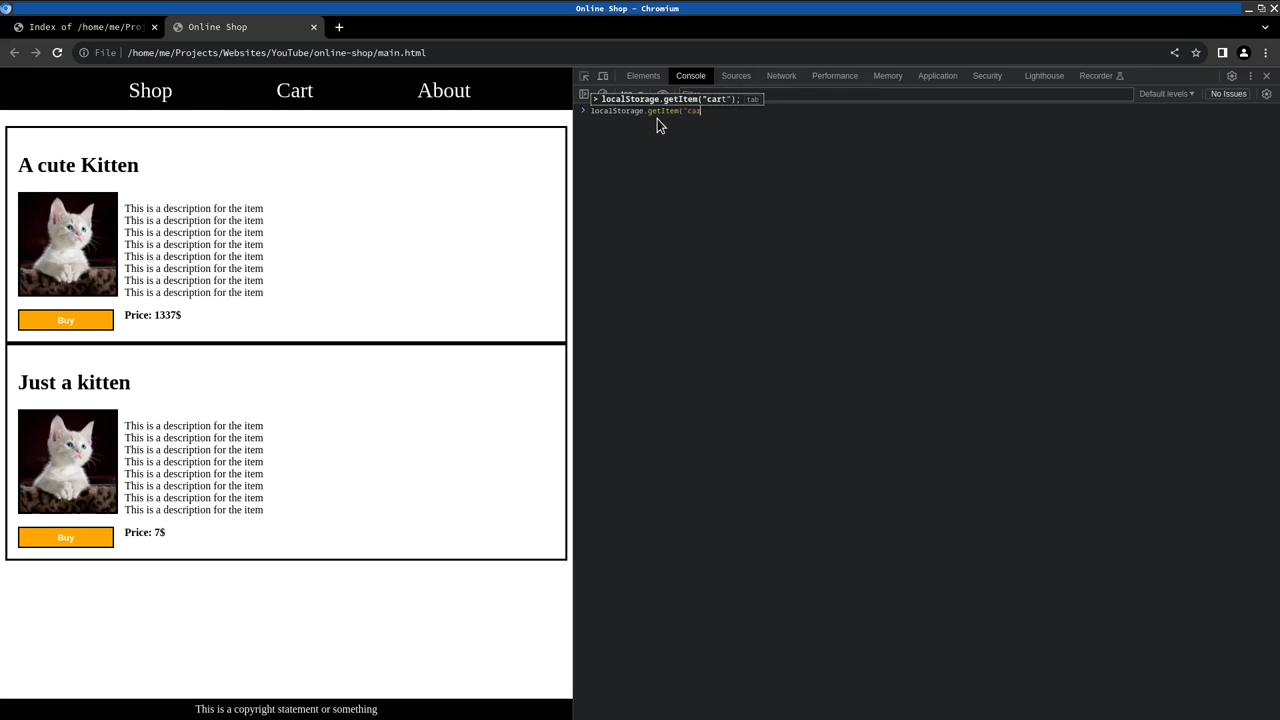 Online Shop - Chromium
Index of /home/me/Proj
Online Shop
File
/home/me/Projects/Websites/YouTube/online-shop/main.html
Shop
Cart
About
A cute Kitten
This is a description for the item
This is a description for the item
This is a description for the item
This is a description for the item
This is a description for the item
This is a description for the item
This is a description for the item
This is a description for the item
Buy
Price: 1337$
Just a kitten
This is a description for the item
This is a description for the item
This is a description for the item
This is a description for the item
This is a description for the item
This is a description for the item
This is a description for the item
This is a description for the item
Buy
Price: 7$
This is a copyright statement or something
Elements
Console
Sources
Network
Performance
Memory
Application
Security
Lighthouse
Recorder
Default levels
No Issues
> localStorage.getItem("cart"); tab
> localStorage.getItem("car